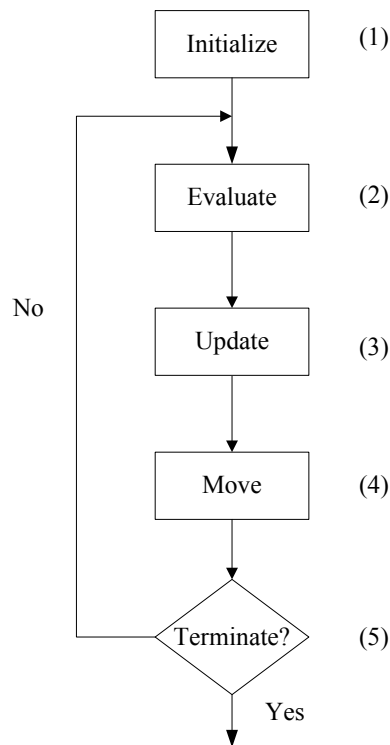 Initialize (1)
Evaluate (2)
No
Update (3)
Move (4)
Terminate? (5)
Yes